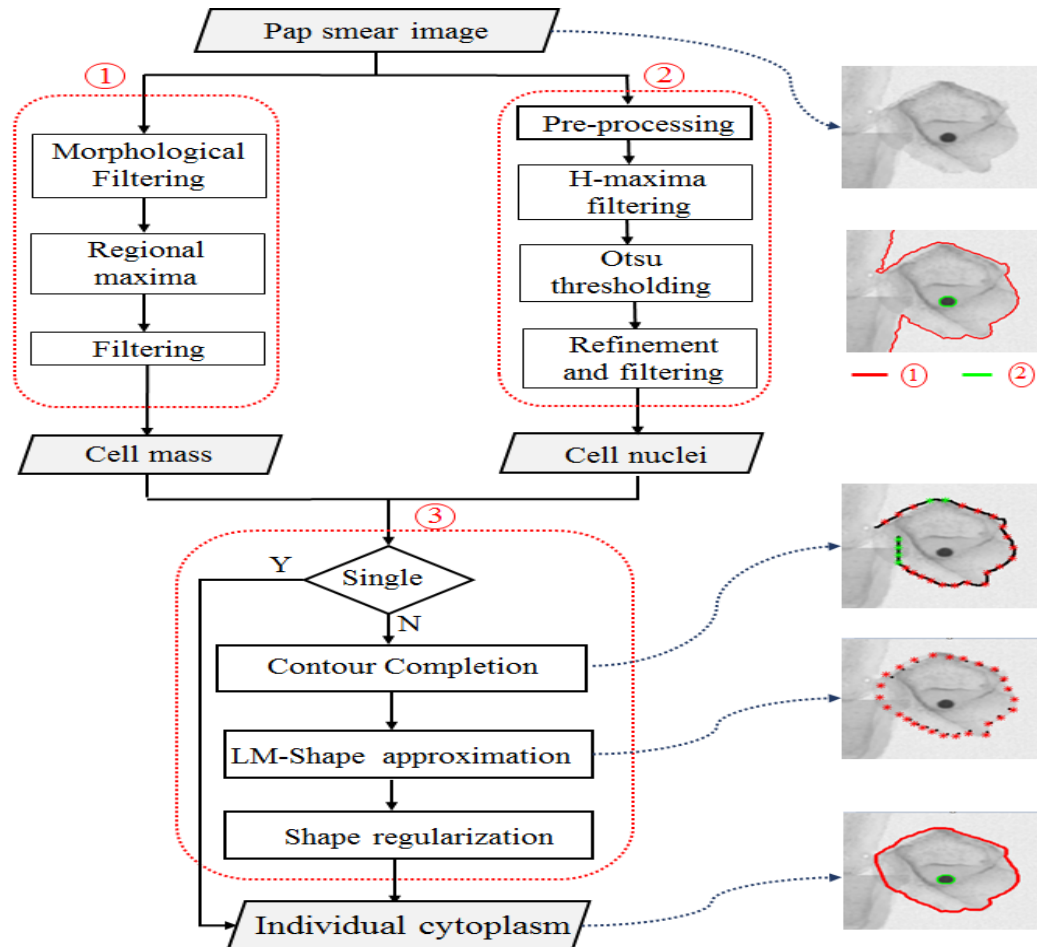 Pap smear image
①
②
Morphological
Filtering
Regional
maxima
Filtering
Pre-processing
H-maxima
filtering
Otsu
thresholding
Refinement
and filtering
① ②
Cell mass
Cell nuclei
③
Single
Y
N
Contour Completion
LM-Shape approximation
Shape regularization
Individual cytoplasm